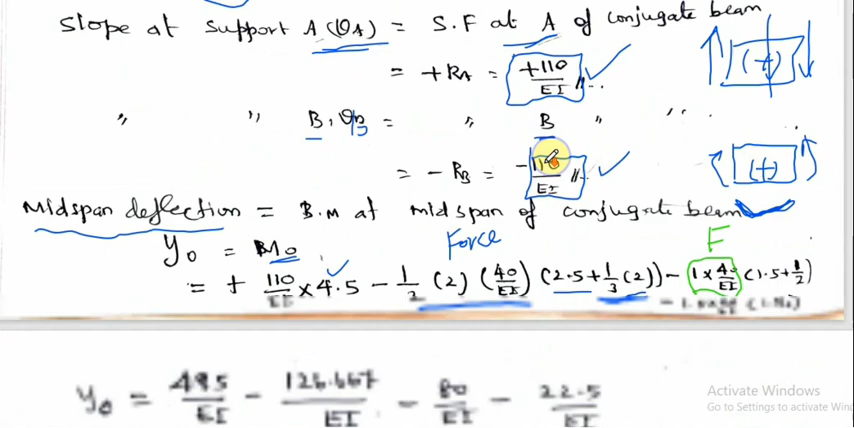 Slope at support A (θA) = S.F at A of conjugate beam
= + RA = +110/EI //.. (+)
" " B, θB = " B " "..
= - RB = -110/EI //.. (+)
Midspan deflection = B.M at midspan of conjugate beam
Force F
y0 = M0
= + 110/EI × 4.5 - 1/2 (2) (40/EI) (2.5 + 1/3 (2)) - 1 × 40/EI (1.5 + 1/2)
y0 = 495/EI - 126.667/EI - 80/EI - 22.5/EI
Activate Windows
Go to Settings to activate Win